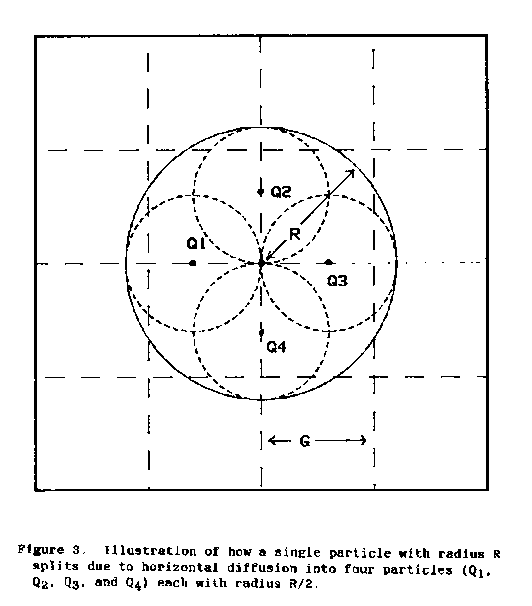 Q2
R
Q1
Q3
Q4
G
Figure 3. Illustration of how a single particle with radius R
splits due to horizontal diffusion into four particles (Q1,
Q2, Q3, and Q4) each with radius R/2.